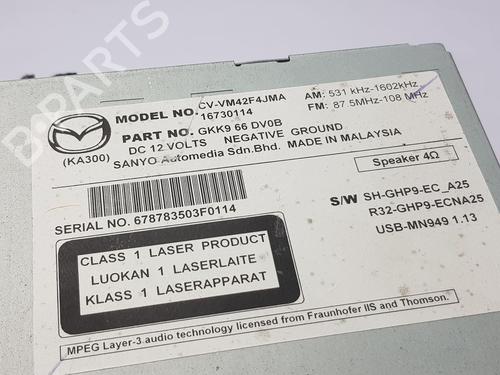 MODEL NO. CV-VM42F4JMA
16730114
AM: 531 kHz-1602kHz
FM: 87.5MHz-108 MHz
PART NO. GKK9 66 DV0B
(KA300)
DC 12 VOLTS NEGATIVE GROUND
SANYO Automedia Sdn.Bhd. MADE IN MALAYSIA
Speaker 4Ω
SERIAL NO. 678783503F0114
S/W SH-GHP9-EC_A25
R32-GHP9-ECNA25
USB-MN949 1.13
CLASS 1 LASER PRODUCT
LUOKAN 1 LASERLAITE
KLASS 1 LASERAPPARAT
MPEG Layer-3 audio technology licensed from Fraunhofer IIS and Thomson.
B-PARTS